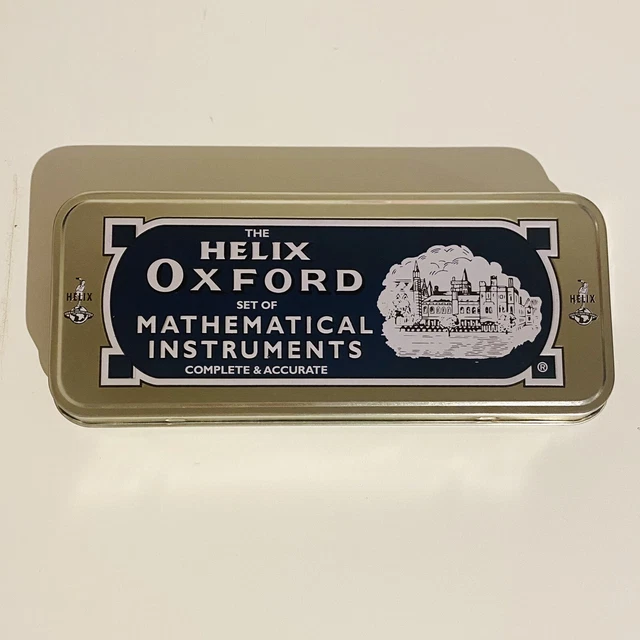 THE
HELIX
OXFORD
SET OF
MATHEMATICAL
INSTRUMENTS
COMPLETE & ACCURATE
HELIX
HELIX
®